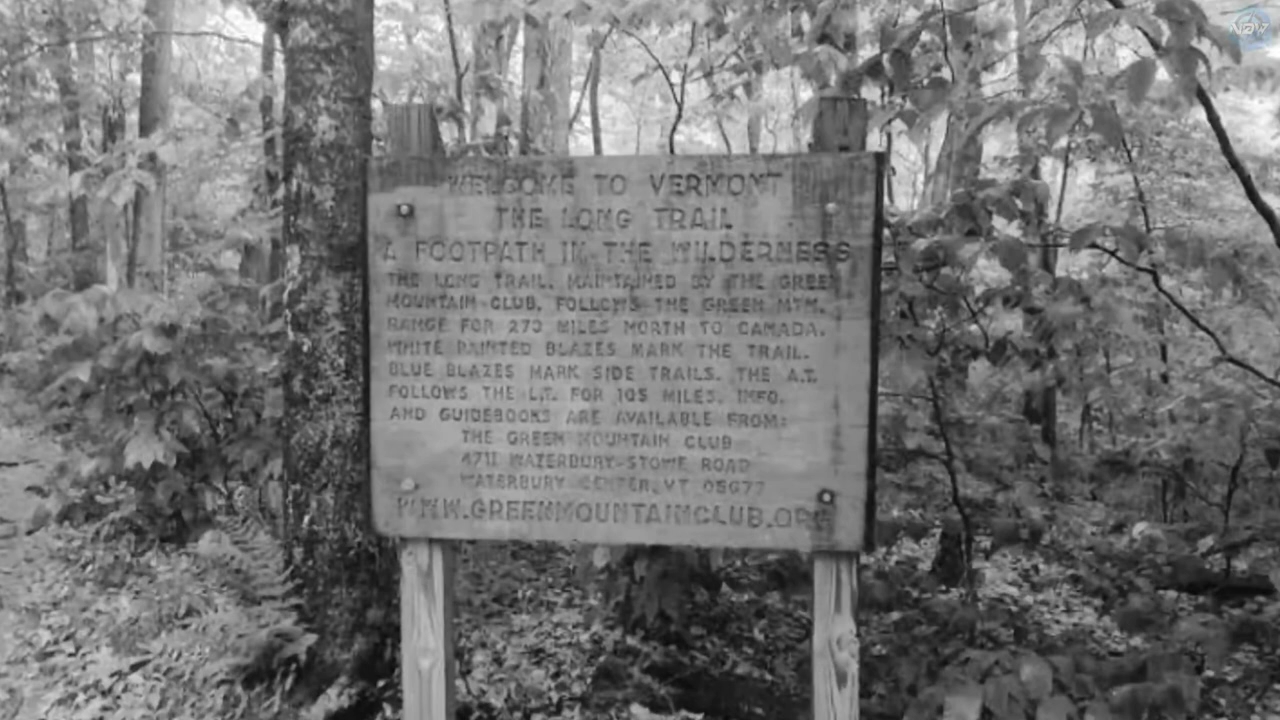 WELCOME TO VERMONT
THE LONG TRAIL
A FOOTPATH IN THE WILDERNESS
THE LONG TRAIL, MAINTAINED BY THE GREEN
MOUNTAIN CLUB, FOLLOWS THE GREEN MTN.
RANGE FOR 273 MILES NORTH TO CANADA.
WHITE PAINTED BLAZES MARK THE TRAIL.
BLUE BLAZES MARK SIDE TRAILS. THE A.T.
FOLLOWS THE L.T. FOR 105 MILES. INFO.
AND GUIDEBOOKS ARE AVAILABLE FROM:
THE GREEN MOUNTAIN CLUB
4711 WATERBURY-STOWE ROAD
WATERBURY CENTER, VT 05677
WWW.GREENMOUNTAINCLUB.ORG